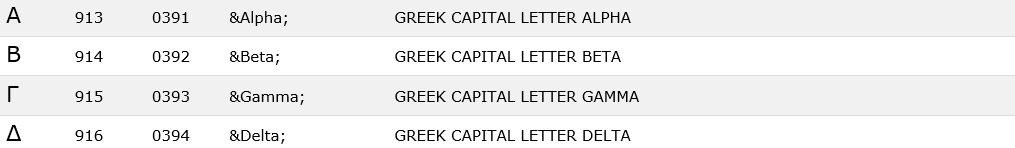 Α 913 0391 &Alpha; GREEK CAPITAL LETTER ALPHA
Β 914 0392 &Beta; GREEK CAPITAL LETTER BETA
Γ 915 0393 &Gamma; GREEK CAPITAL LETTER GAMMA
Δ 916 0394 &Delta; GREEK CAPITAL LETTER DELTA